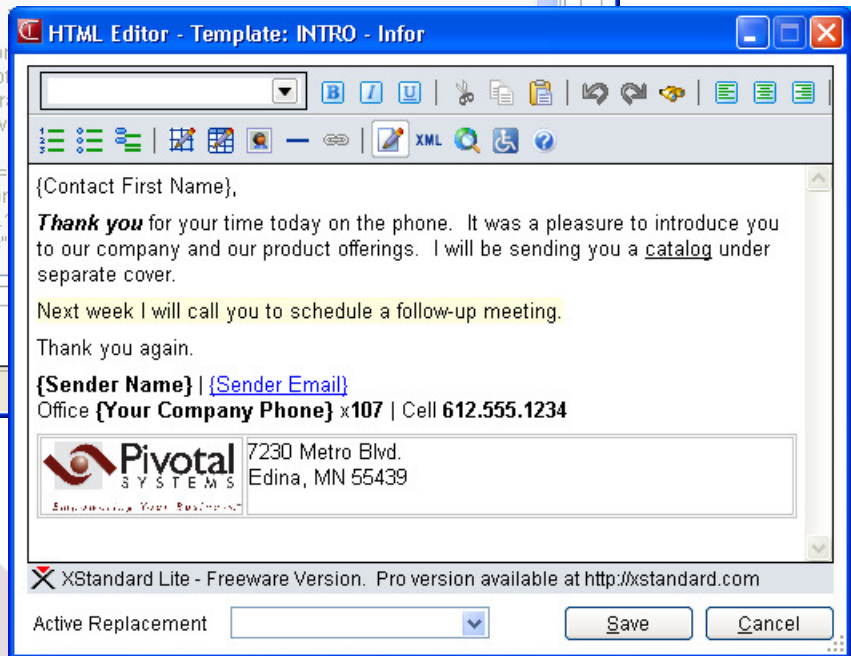 HTML Editor - Template: INTRO - Infor
B I U
XML
{Contact First Name},
Thank you for your time today on the phone. It was a pleasure to introduce you
to our company and our product offerings. I will be sending you a catalog under
separate cover.
Next week I will call you to schedule a follow-up meeting.
Thank you again.
{Sender Name} | {Sender Email}
Office {Your Company Phone} x107 | Cell 612.555.1234
Pivotal
SYSTEMS
Empowering Your Business
7230 Metro Blvd.
Edina, MN 55439
XStandard Lite - Freeware Version. Pro version available at http://xstandard.com
Active Replacement
Save
Cancel